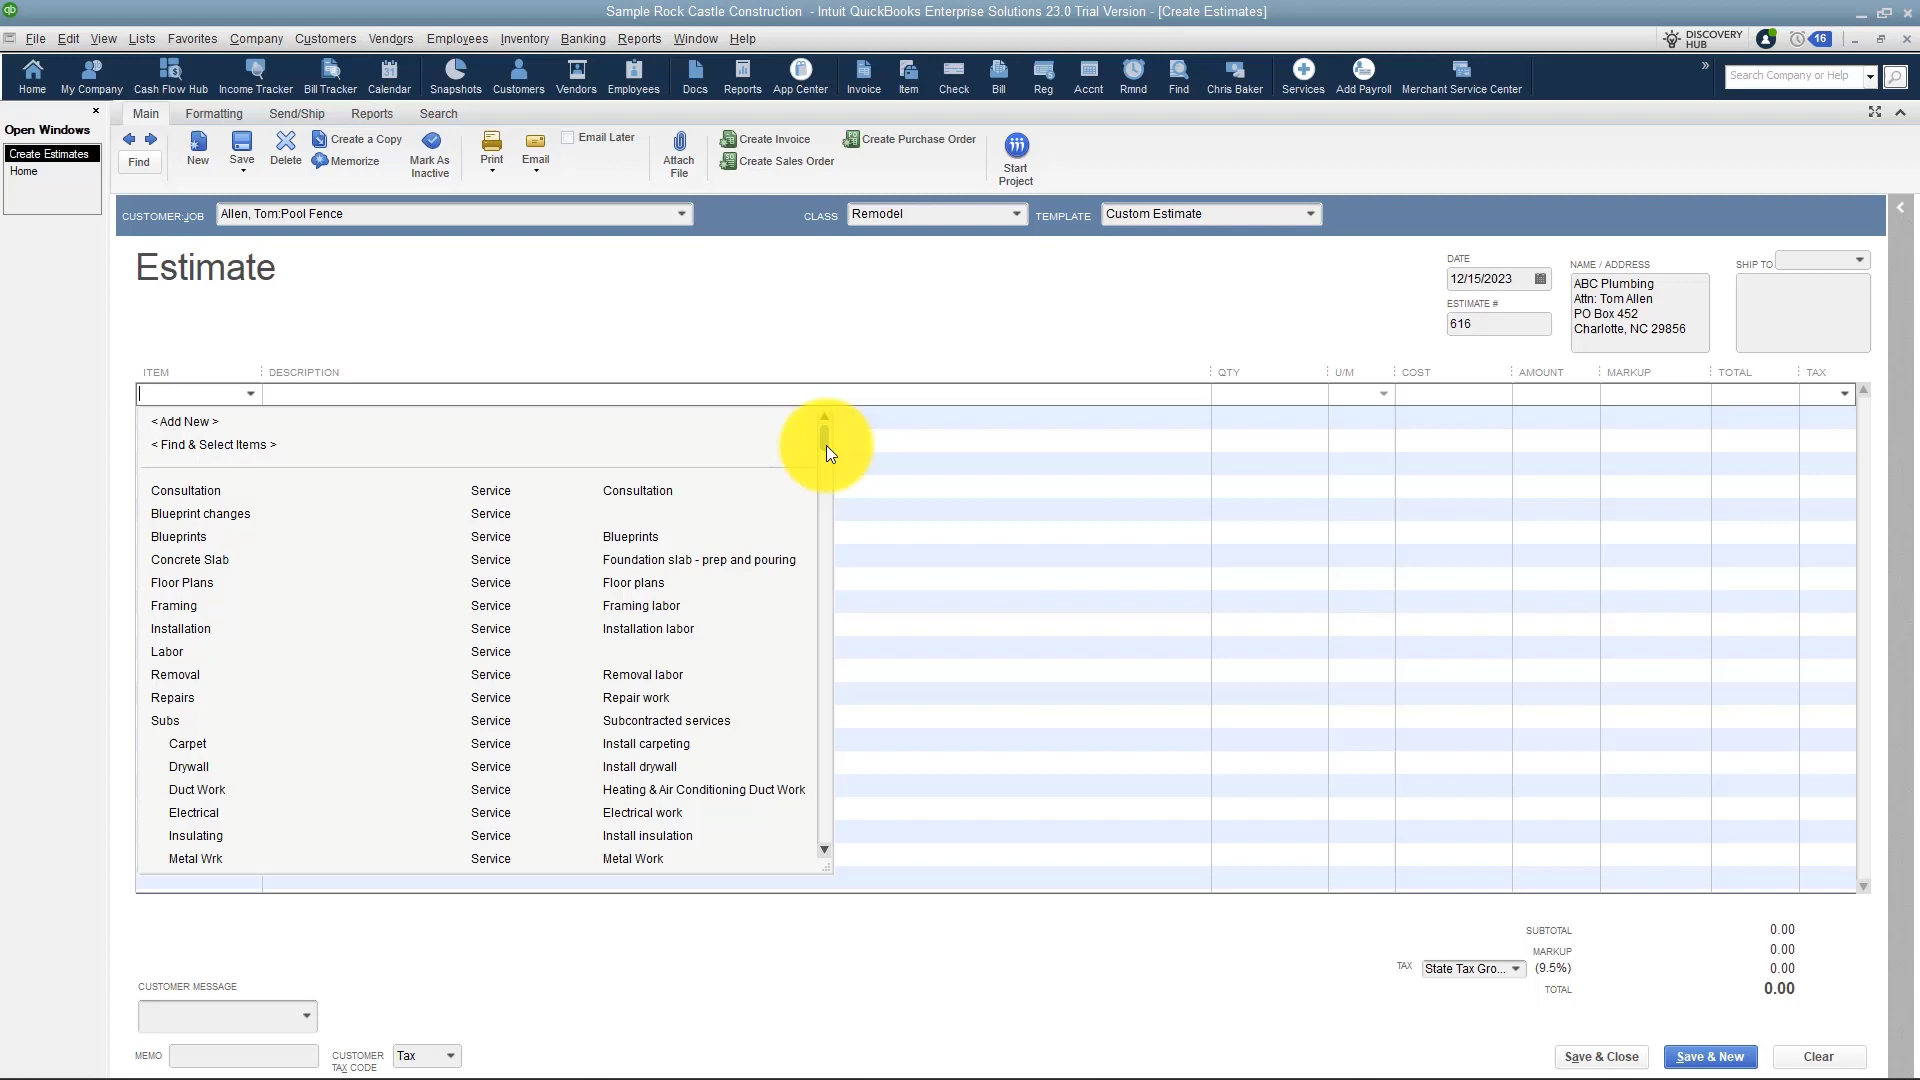 qb
Sample Rock Castle Construction - Intuit QuickBooks Enterprise Solutions 23.0 Trial Version - [Create Estimates]
File Edit View Lists Favorites Company Customers Vendors Employees Inventory Banking Reports Window Help
DISCOVERY HUB 16
Home My Company Cash Flow Hub Income Tracker Bill Tracker Calendar Snapshots Customers Vendors Employees Docs Reports App Center Invoice Item Check Bill Reg Accnt Rmnd Find Chris Baker Services Add Payroll Merchant Service Center
Search Company or Help
Open Windows
Create Estimates
Home
Main Formatting Send/Ship Reports Search
Find
New
Save
Delete
Create a Copy
Memorize
Mark As Inactive
Print
Email
Email Later
Attach File
Create Invoice
Create Sales Order
Create Purchase Order
Start Project
CUSTOMER:JOB Allen, Tom:Pool Fence CLASS Remodel TEMPLATE Custom Estimate
Estimate
DATE
12/15/2023
ESTIMATE #
616
NAME / ADDRESS
ABC Plumbing
Attn: Tom Allen
PO Box 452
Charlotte, NC 29856
SHIP TO
ITEM DESCRIPTION QTY U/M COST AMOUNT MARKUP TOTAL TAX
< Add New >
< Find & Select Items >
Consultation Service Consultation
Blueprint changes Service
Blueprints Service Blueprints
Concrete Slab Service Foundation slab - prep and pouring
Floor Plans Service Floor plans
Framing Service Framing labor
Installation Service Installation labor
Labor Service
Removal Service Removal labor
Repairs Service Repair work
Subs Service Subcontracted services
Carpet Service Install carpeting
Drywall Service Install drywall
Duct Work Service Heating & Air Conditioning Duct Work
Electrical Service Electrical work
Insulating Service Install insulation
Metal Wrk Service Metal Work
SUBTOTAL 0.00
MARKUP 0.00
TAX State Tax Gro... (9.5%) 0.00
TOTAL 0.00
CUSTOMER MESSAGE
MEMO
CUSTOMER TAX CODE Tax
Save & Close Save & New Clear